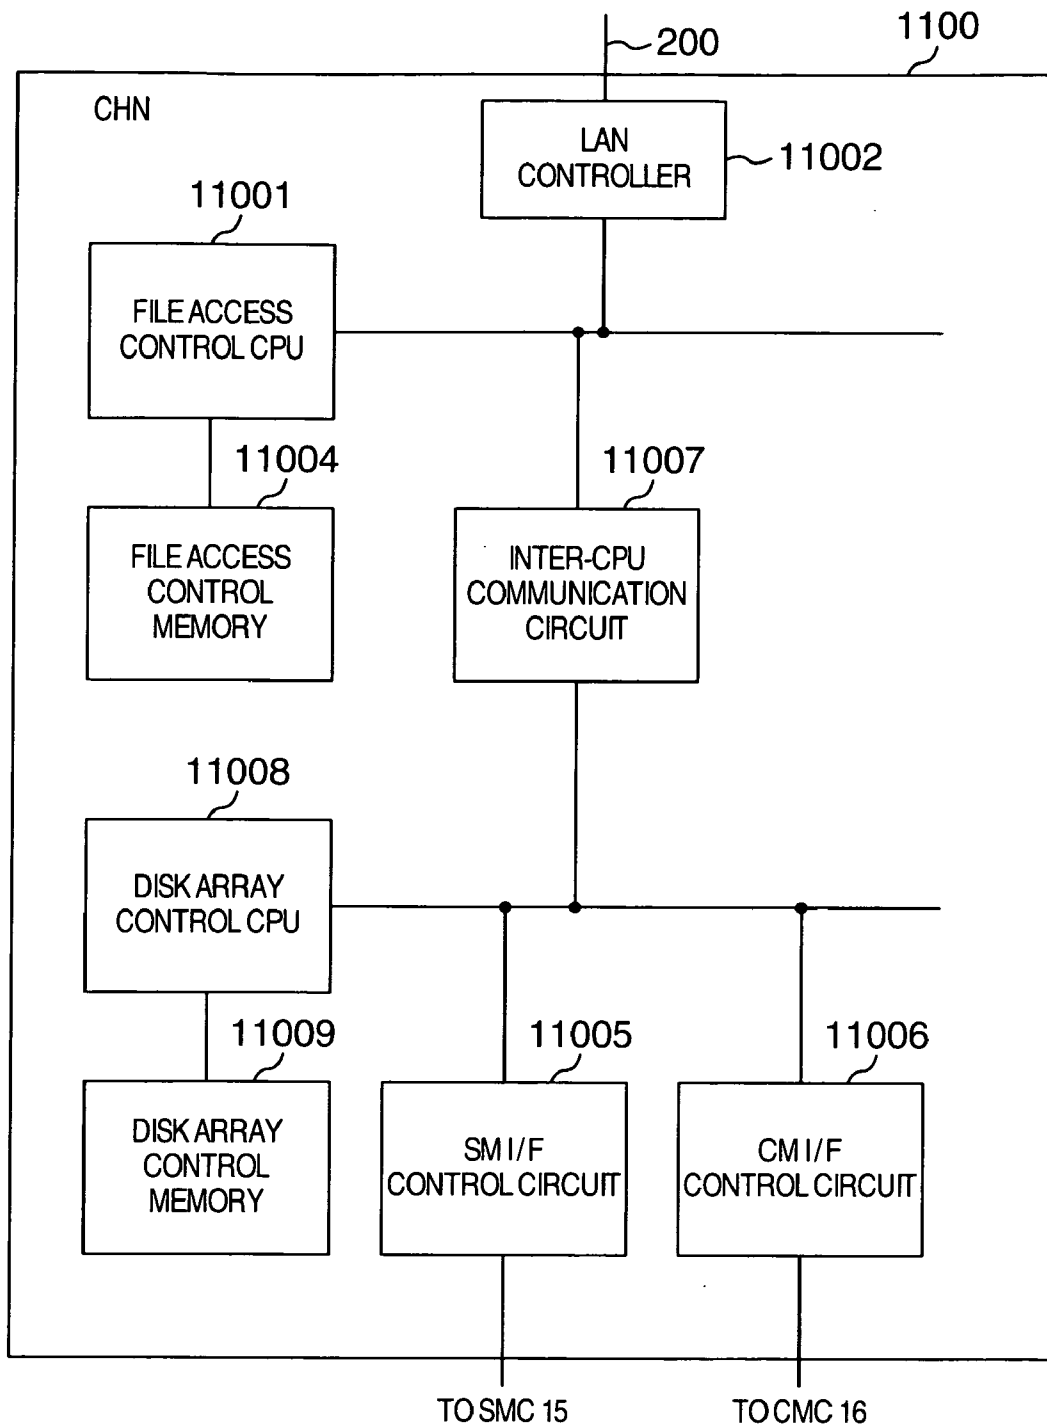 200
1100
CHN
LAN
CONTROLLER
11002
11001
FILE ACCESS
CONTROL CPU
11004
FILE ACCESS
CONTROL
MEMORY
11007
INTER-CPU
COMMUNICATION
CIRCUIT
11008
DISK ARRAY
CONTROL CPU
11009
DISK ARRAY
CONTROL
MEMORY
11005
SM I/F
CONTROL CIRCUIT
11006
CM I/F
CONTROL CIRCUIT
TO SMC 15
TO CMC 16